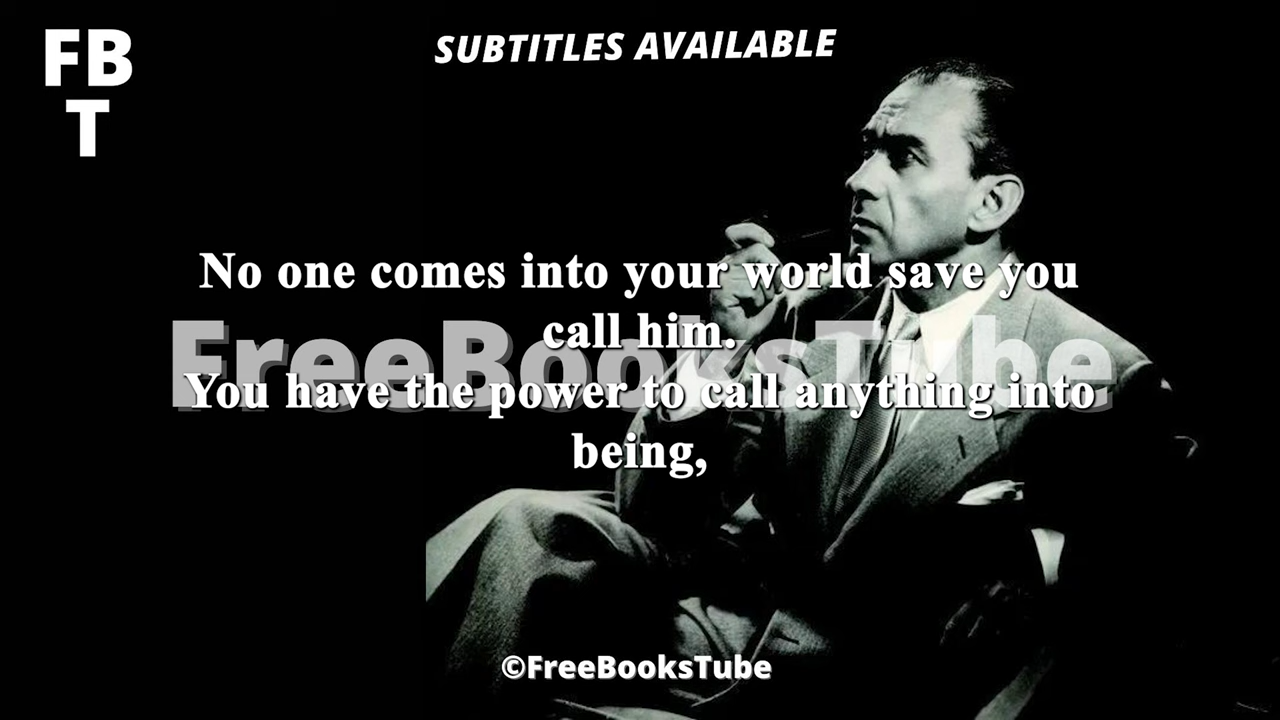 FB
T
SUBTITLES AVAILABLE
No one comes into your world save you
call him.
FreeBooksTube
You have the power to call anything into
being,
©FreeBooksTube